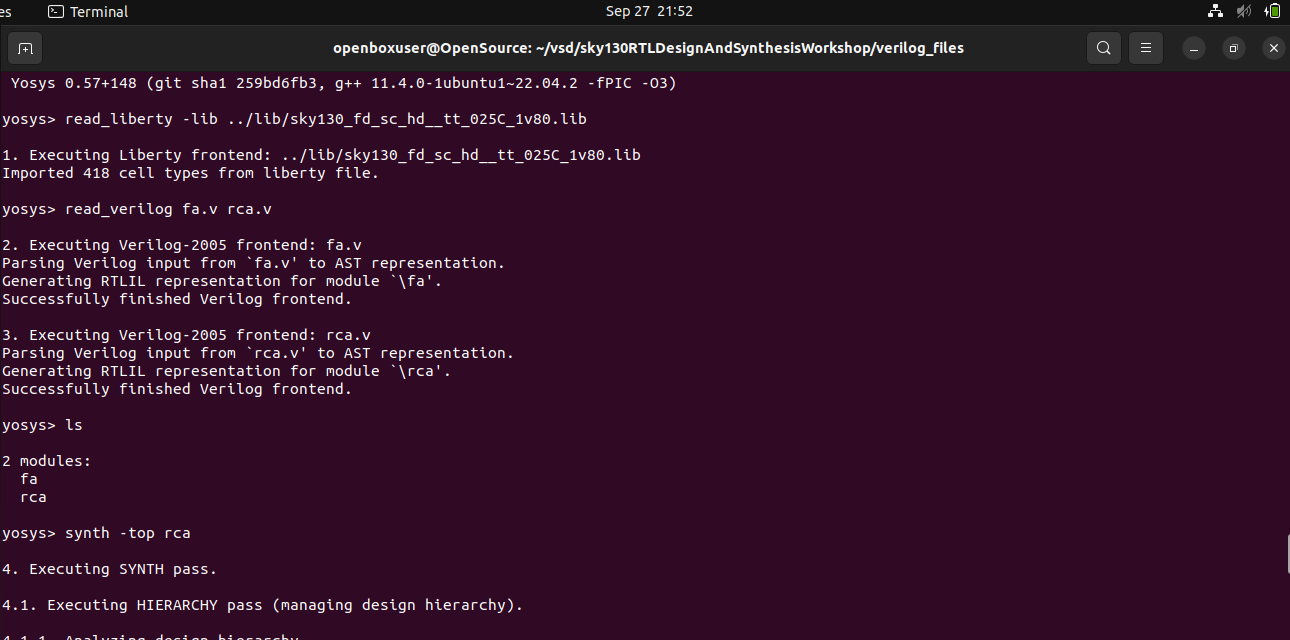 es Terminal Sep 27 21:52
openboxuser@OpenSource: ~/vsd/sky130RTLDesignAndSynthesisWorkshop/verilog_files
Yosys 0.57+148 (git sha1 259bd6fb3, g++ 11.4.0-1ubuntu1~22.04.2 -fPIC -O3)
yosys> read_liberty -lib ../lib/sky130_fd_sc_hd__tt_025C_1v80.lib
1. Executing Liberty frontend: ../lib/sky130_fd_sc_hd__tt_025C_1v80.lib
Imported 418 cell types from liberty file.
yosys> read_verilog fa.v rca.v
2. Executing Verilog-2005 frontend: fa.v
Parsing Verilog input from `fa.v' to AST representation.
Generating RTLIL representation for module `\fa'.
Successfully finished Verilog frontend.
3. Executing Verilog-2005 frontend: rca.v
Parsing Verilog input from `rca.v' to AST representation.
Generating RTLIL representation for module `\rca'.
Successfully finished Verilog frontend.
yosys> ls
2 modules:
fa
rca
yosys> synth -top rca
4. Executing SYNTH pass.
4.1. Executing HIERARCHY pass (managing design hierarchy).
4.1.1. Analyzing design hierarchy